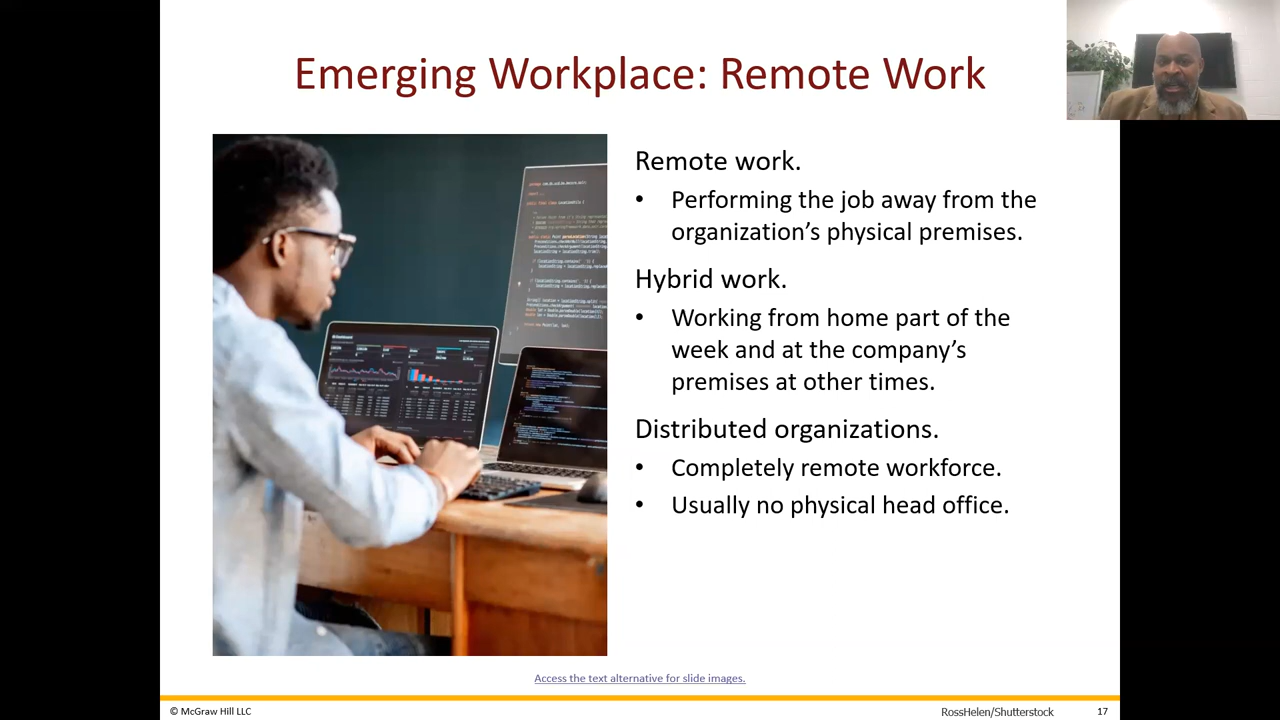 Emerging Workplace: Remote Work
Remote work.
• Performing the job away from the
organization’s physical premises.
Hybrid work.
• Working from home part of the
week and at the company’s
premises at other times.
Distributed organizations.
• Completely remote workforce.
• Usually no physical head office.
Access the text alternative for slide images.
© McGraw Hill LLC
RossHelen/Shutterstock
17